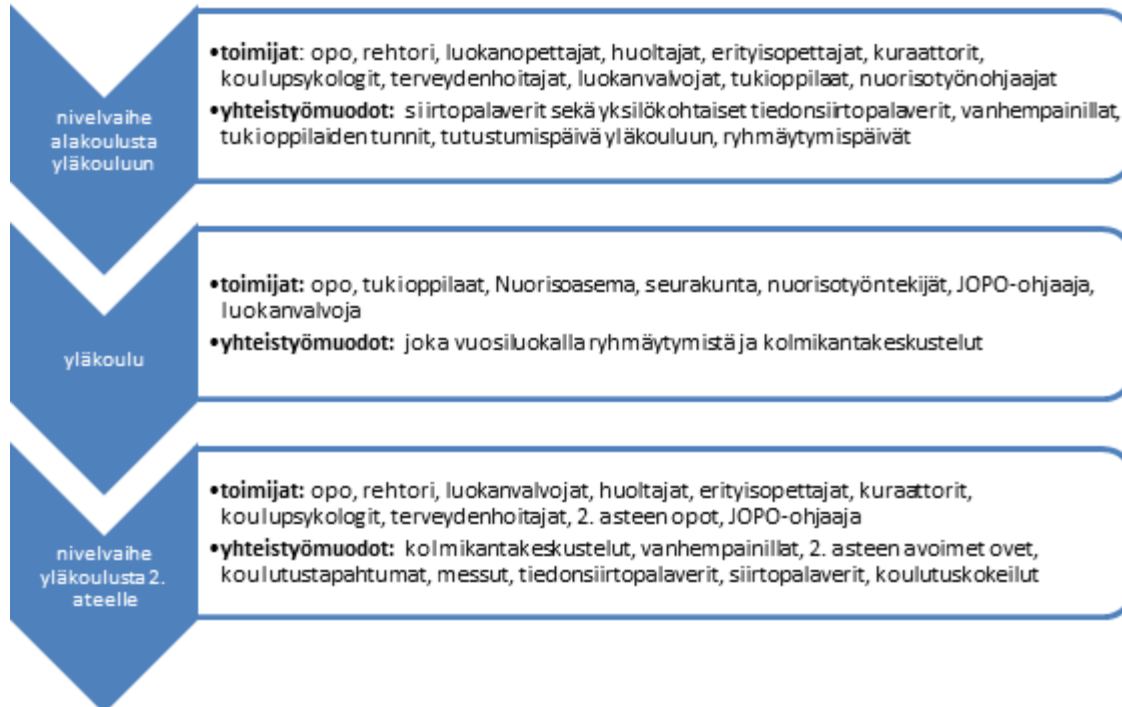 nivelvaihe
alakoulusta
yläkouluun
•toimijat: opo, rehtori, luokanopettajat, huoltajat, erityisopettajat, kuraattorit,
koulupsykologit, terveydenhoitajat, luokanvalvojat, tukioppilaat, nuorisotyönohjaajat
•yhteistyömuodot: siirtopalaverit sekä yksilökohtaiset tiedonsiirtopalaverit, vanhempainillat,
tukioppilaiden tunnit, tutustumispäivä yläkouluun, ryhmäytymispäivät
yläkoulu
•toimijat: opo, tukioppilaat, Nuorisoasema, seurakunta, nuorisotyöntekijät, JOPO-ohjaaja,
luokanvalvoja
•yhteistyömuodot: joka vuosiluokalla ryhmäytymistä ja kolmikantakeskustelut
nivelvaihe
yläkoulusta 2.
ateelle
•toimijat: opo, rehtori, luokanvalvojat, huoltajat, erityisopettajat, kuraattorit,
koulupsykologit, terveydenhoitajat, 2. asteen opot, JOPO-ohjaaja
•yhteistyömuodot: kolmikantakeskustelut, vanhempainillat, 2. asteen avoimet ovet,
koulutustapahtumat, messut, tiedonsiirtopalaverit, siirtopalaverit, koulutuskokeilut